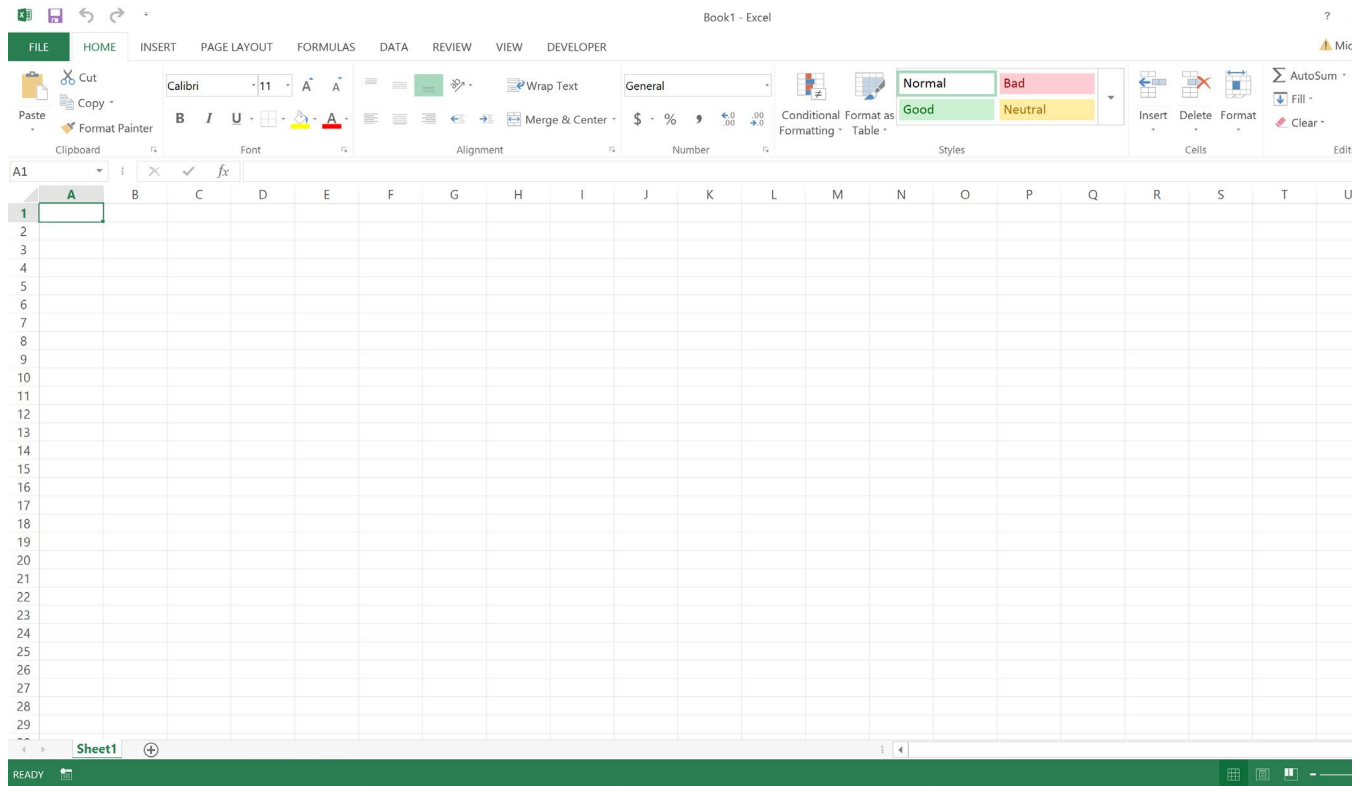 Book1 - Excel ?
FILE HOME INSERT PAGE LAYOUT FORMULAS DATA REVIEW VIEW DEVELOPER Mic
Cut Calibri 11 A A Wrap Text General Normal Bad AutoSum
Copy Good Neutral Fill
Paste Format Painter B I U A Merge & Center $ % , .0 .00 .00 .0 Conditional Format as Insert Delete Format Clear
Formatting Table
Clipboard Font Alignment Number Styles Cells Edit
A1 fx
A B C D E F G H I J K L M N O P Q R S T U
1
2
3
4
5
6
7
8
9
10
11
12
13
14
15
16
17
18
19
20
21
22
23
24
25
26
27
28
29
Sheet1
READY